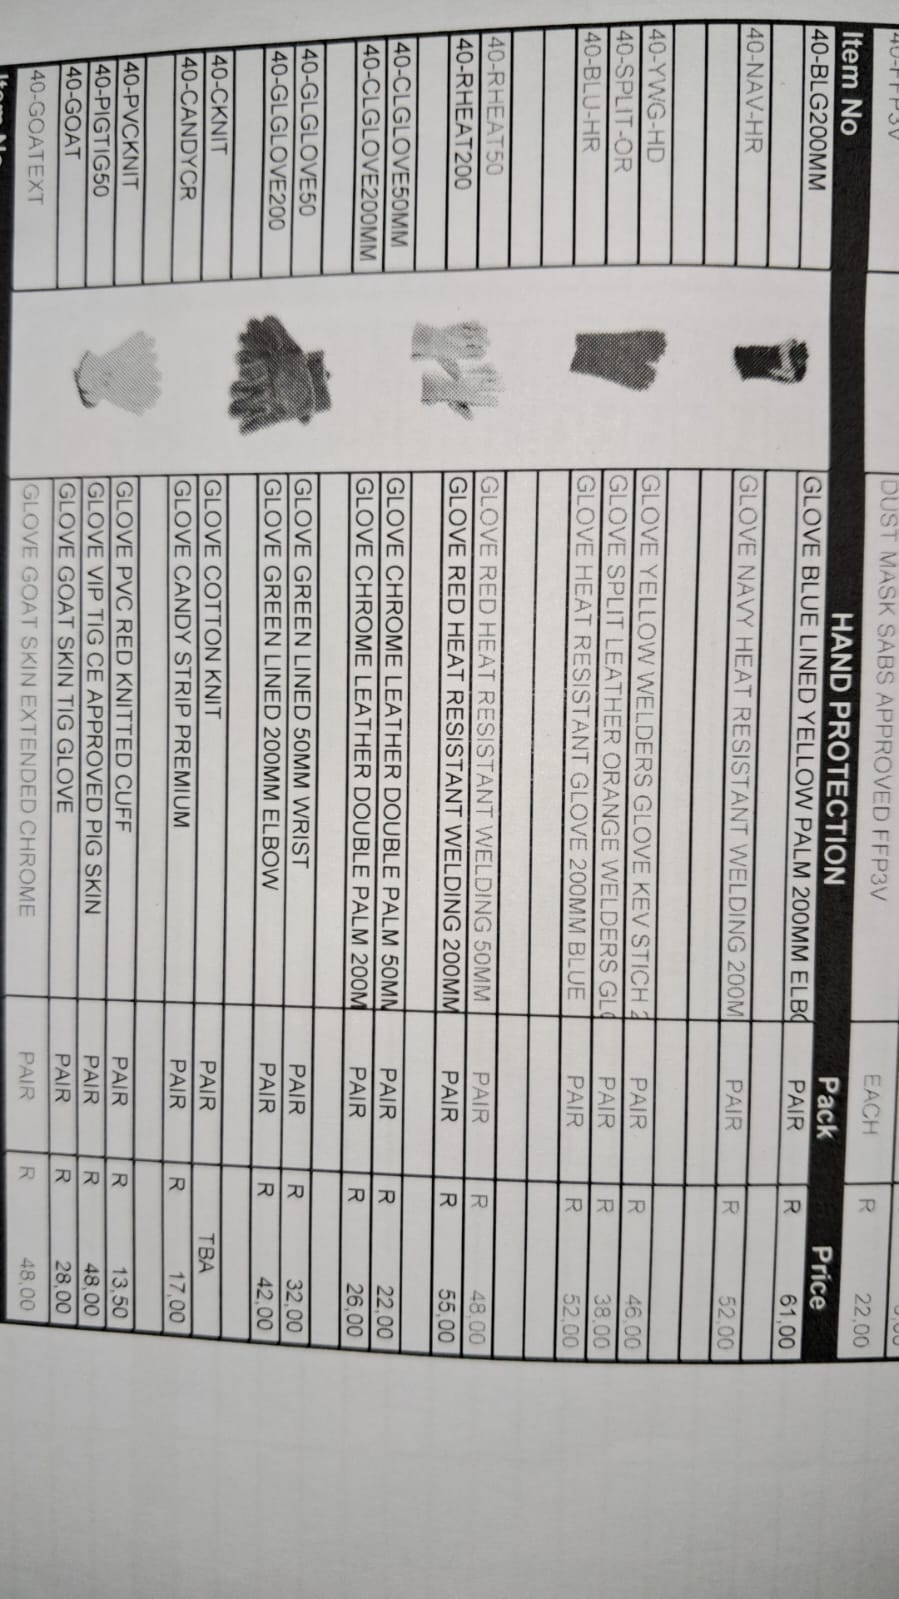 40-FFP3V DUST MASK SABS APPROVED FFP3V EACH R 22,00
Item No HAND PROTECTION Pack Price
40-BLG200MM GLOVE BLUE LINED YELLOW PALM 200MM ELBO PAIR R 61,00
40-NAV-HR GLOVE NAVY HEAT RESISTANT WELDING 200M PAIR R 52,00
40-YWG-HD GLOVE YELLOW WELDERS GLOVE KEV STICH 2 PAIR R 46,00
40-SPLIT-OR GLOVE SPLIT LEATHER ORANGE WELDERS GLO PAIR R 38,00
40-BLU-HR GLOVE HEAT RESISTANT GLOVE 200MM BLUE PAIR R 52,00
40-RHEAT50 GLOVE RED HEAT RESISTANT WELDING 50MM PAIR R 48,00
40-RHEAT200 GLOVE RED HEAT RESISTANT WELDING 200MM PAIR R 55,00
40-CLGLOVE50MM GLOVE CHROME LEATHER DOUBLE PALM 50MM PAIR R 22,00
40-CLGLOVE200MM GLOVE CHROME LEATHER DOUBLE PALM 200M PAIR R 26,00
40-GLGLOVE50 GLOVE GREEN LINED 50MM WRIST PAIR R 32,00
40-GLGLOVE200 GLOVE GREEN LINED 200MM ELBOW PAIR R 42,00
40-CKNIT GLOVE COTTON KNIT PAIR TBA
40-CANDYCR GLOVE CANDY STRIP PREMIUM PAIR R 17,00
40-PVCKNIT GLOVE PVC RED KNITTED CUFF PAIR R 13,50
40-PIGTIG50 GLOVE VIP TIG CE APPROVED PIG SKIN PAIR R 48,00
40-GOAT GLOVE GOAT SKIN TIG GLOVE PAIR R 28,00
40-GOATEXT GLOVE GOAT SKIN EXTENDED CHROME PAIR R 48,00